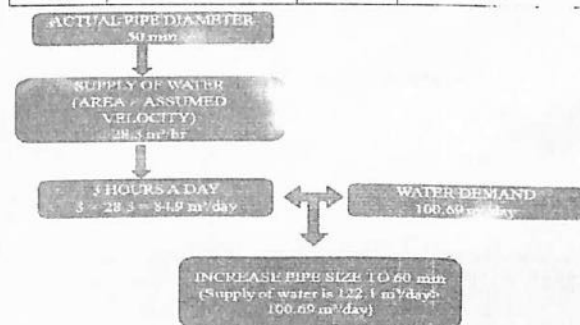 ACTUAL PIPE DIAMETER
50 mm
SUPPLY OF WATER
(AREA × ASSUMED
VELOCITY)
28.3 m³/hr
3 HOURS A DAY
3 × 28.3 = 84.9 m³/day
WATER DEMAND
100.69 m³/day
INCREASE PIPE SIZE TO 60 mm
(Supply of water is 122.1 m³/day>
100.69 m³/day)